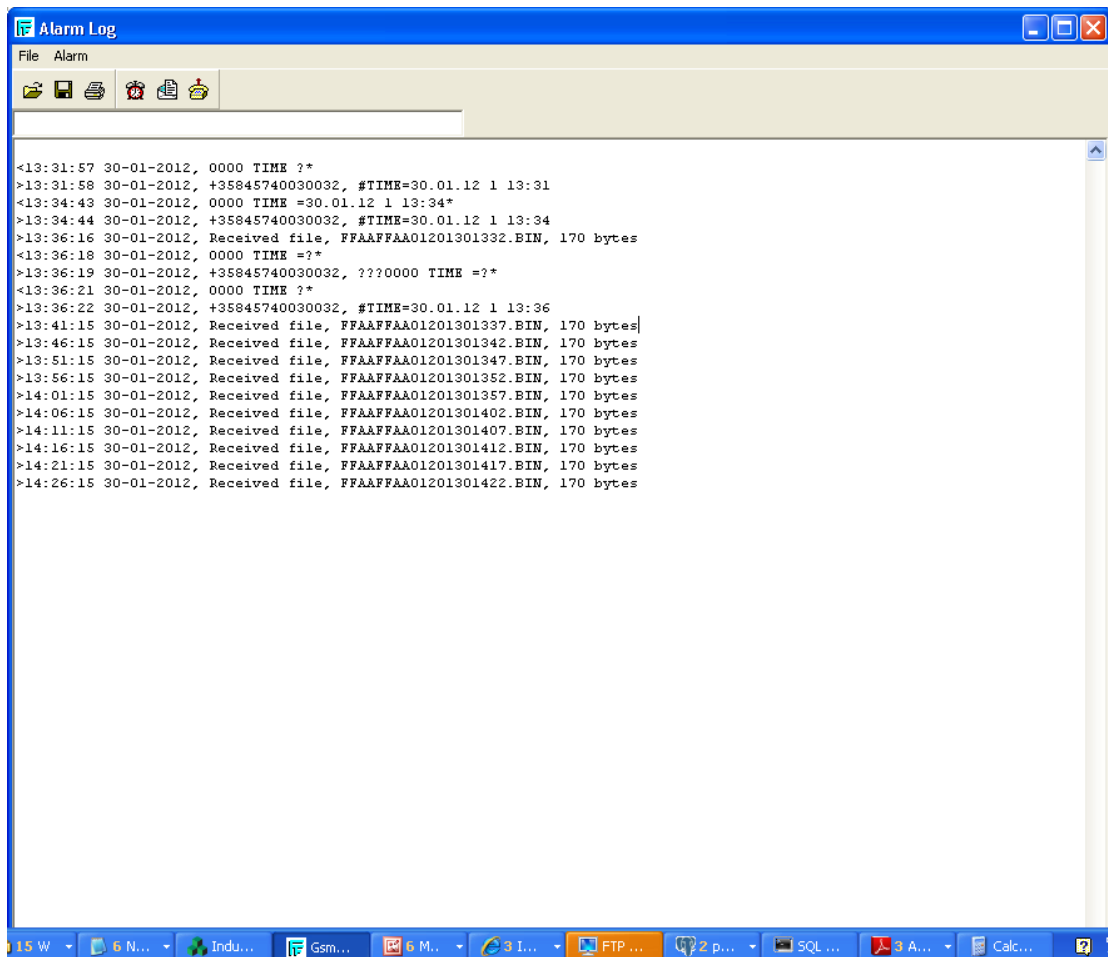 Alarm Log
File Alarm
<13:31:57 30-01-2012, 0000 TIME ?*
>13:31:58 30-01-2012, +35845740030032, #TIME=30.01.12 1 13:31
<13:34:43 30-01-2012, 0000 TIME =30.01.12 1 13:34*
>13:34:44 30-01-2012, +35845740030032, #TIME=30.01.12 1 13:34
>13:36:16 30-01-2012, Received file, FFAAFFAA01201301332.BIN, 170 bytes
<13:36:18 30-01-2012, 0000 TIME =?*
>13:36:19 30-01-2012, +35845740030032, ???0000 TIME =?*
<13:36:21 30-01-2012, 0000 TIME ?*
>13:36:22 30-01-2012, +35845740030032, #TIME=30.01.12 1 13:36
>13:41:15 30-01-2012, Received file, FFAAFFAA01201301337.BIN, 170 bytes
>13:46:15 30-01-2012, Received file, FFAAFFAA01201301342.BIN, 170 bytes
>13:51:15 30-01-2012, Received file, FFAAFFAA01201301347.BIN, 170 bytes
>13:56:15 30-01-2012, Received file, FFAAFFAA01201301352.BIN, 170 bytes
>14:01:15 30-01-2012, Received file, FFAAFFAA01201301357.BIN, 170 bytes
>14:06:15 30-01-2012, Received file, FFAAFFAA01201301402.BIN, 170 bytes
>14:11:15 30-01-2012, Received file, FFAAFFAA01201301407.BIN, 170 bytes
>14:16:15 30-01-2012, Received file, FFAAFFAA01201301412.BIN, 170 bytes
>14:21:15 30-01-2012, Received file, FFAAFFAA01201301417.BIN, 170 bytes
>14:26:15 30-01-2012, Received file, FFAAFFAA01201301422.BIN, 170 bytes
15 W 6 N... Indu... Gsm... 6 M.. 3 I... FTP ... 2 p... SQL ... 3 A... Calc... ?